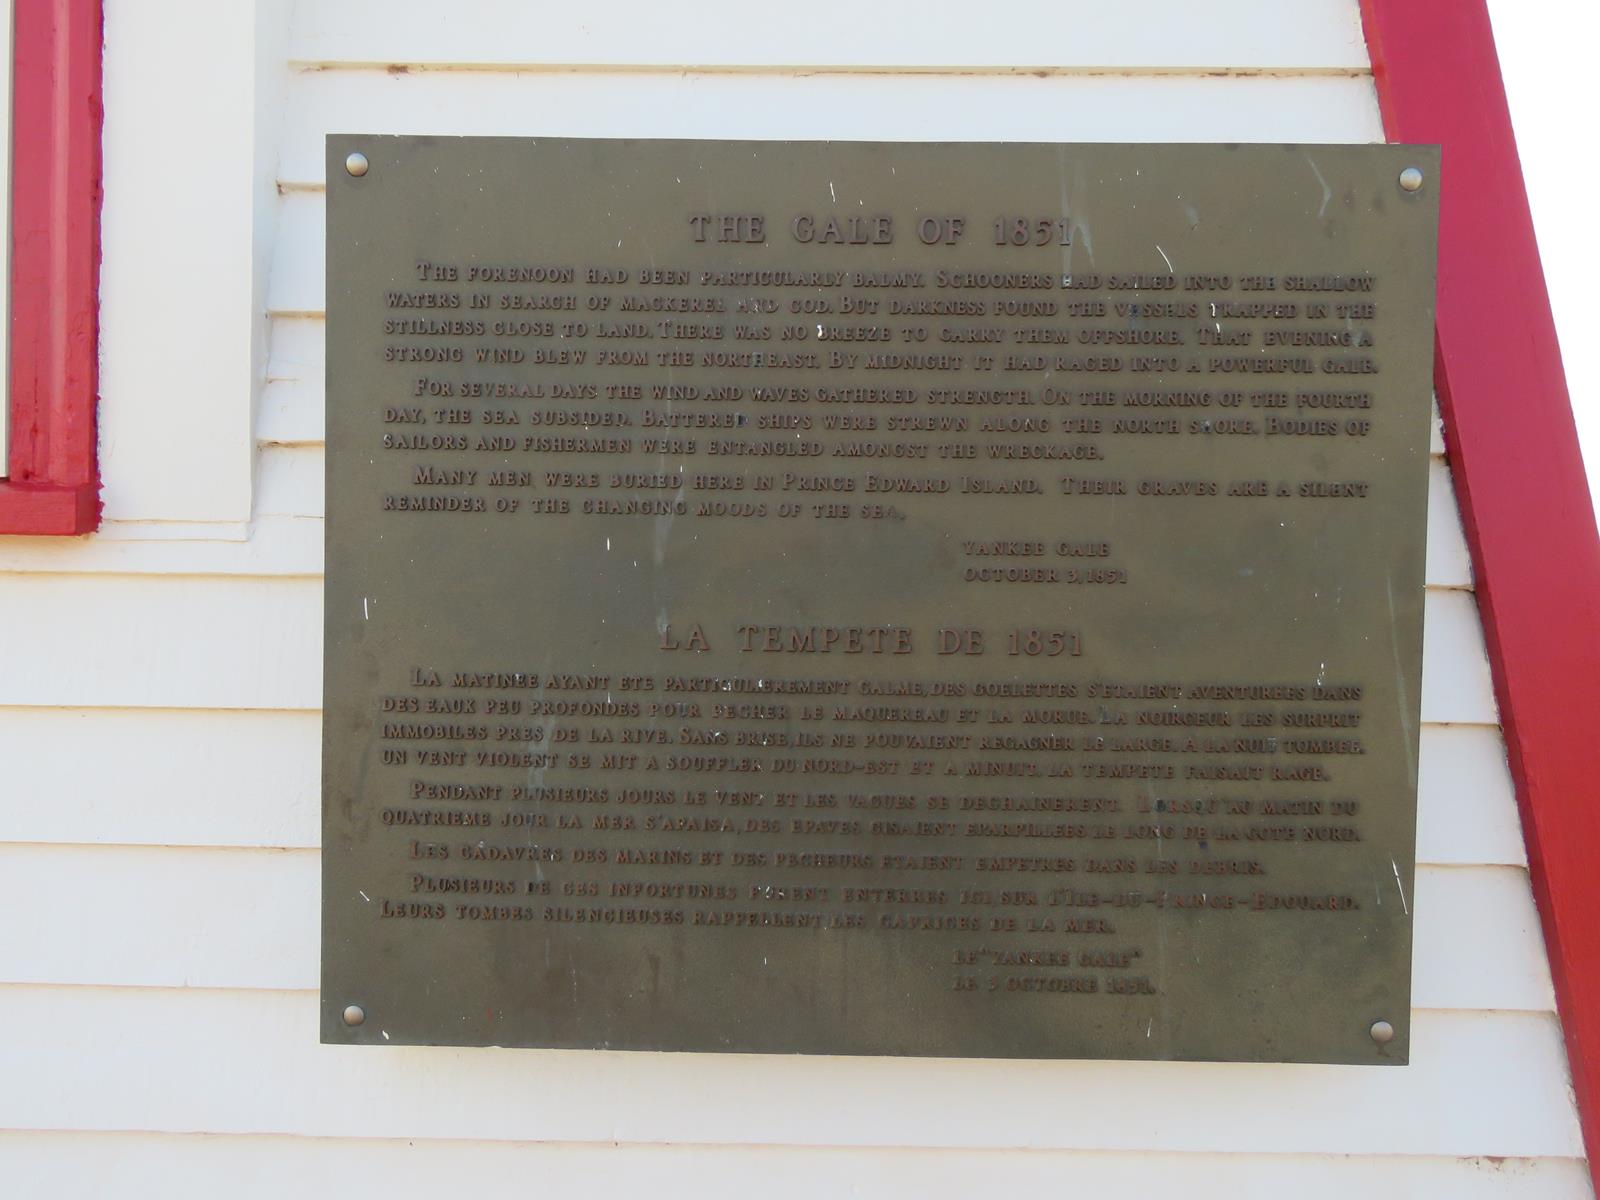 THE GALE OF 1851
THE FORENOON HAD BEEN PARTICULARLY BALMY. SCHOONERS HAD SAILED INTO THE SHALLOW
WATERS IN SEARCH OF MACKEREL AND COD. BUT DARKNESS FOUND THE VESSELS TRAPPED IN THE
STILLNESS CLOSE TO LAND. THERE WAS NO BREEZE TO CARRY THEM OFFSHORE. THAT EVENING A
STRONG WIND BLEW FROM THE NORTHEAST. BY MIDNIGHT IT HAD RAGED INTO A POWERFUL GALE.
FOR SEVERAL DAYS THE WIND AND WAVES GATHERED STRENGTH. ON THE MORNING OF THE FOURTH
DAY, THE SEA SUBSIDED. BATTERED SHIPS WERE STREWN ALONG THE NORTH SHORE. BODIES OF
SAILORS AND FISHERMEN WERE ENTANGLED AMONGST THE WRECKAGE.
MANY MEN WERE BURIED HERE IN PRINCE EDWARD ISLAND. THEIR GRAVES ARE A SILENT
REMINDER OF THE CHANGING MOODS OF THE SEA.
YANKEE GALE
OCTOBER 3, 1851
LA TEMPETE DE 1851
LA MATINEE AYANT ETE PARTICULIEREMENT CALME, DES GOELETTES S'ETAIENT AVENTUREES DANS
DES EAUX PEU PROFONDES POUR PECHER LE MAQUEREAU ET LA MORUE. LA NOIRCEUR LES SURPRIT
IMMOBILES PRES DE LA RIVE. SANS BRISE, ILS NE POUVAIENT REGAGNER LE LARGE. A LA NUIT TOMBEE.
UN VENT VIOLENT SE MIT A SOUFFLER DU NORD-EST ET A MINUIT. LA TEMPETE FAISAIT RAGE.
PENDANT PLUSIEURS JOURS LE VENT ET LES VAGUES SE DECHAINERENT. LORSQU'AU MATIN DU
QUATRIEME JOUR LA MER S'APAISA, DES EPAVES GISAIENT EPARPILLEES LE LONG DE LA COTE NORD.
LES CADAVRES DES MARINS ET DES PECHEURS ETAIENT EMPETRES DANS LES DEBRIS.
PLUSIEURS DE CES INFORTUNES FURENT ENTERRES ICI, SUR L'ILE-DU-PRINCE-EDOUARD.
LEURS TOMBES SILENCIEUSES RAPPELLENT LES CAPRICES DE LA MER.
LE "YANKEE GALE"
LE 3 OCTOBRE 1851.